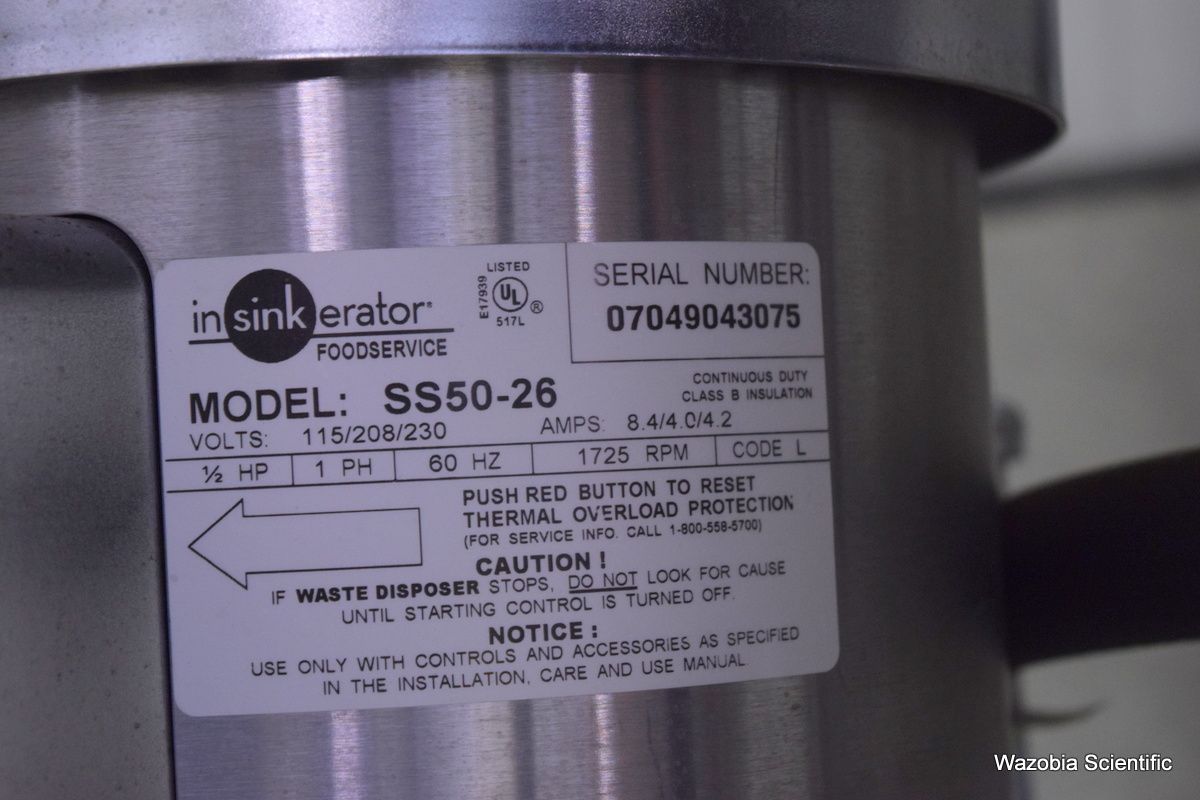 insinkerator®
FOODSERVICE
LISTED
E17939
UL ®
517L
SERIAL NUMBER:
07049043075
MODEL: SS50-26
CONTINUOUS DUTY
CLASS B INSULATION
VOLTS: 115/208/230 AMPS: 8.4/4.0/4.2
½ HP 1 PH 60 HZ 1725 RPM CODE L
PUSH RED BUTTON TO RESET
THERMAL OVERLOAD PROTECTION
(FOR SERVICE INFO. CALL 1-800-558-5700)
CAUTION !
IF WASTE DISPOSER STOPS, DO NOT LOOK FOR CAUSE
UNTIL STARTING CONTROL IS TURNED OFF.
NOTICE :
USE ONLY WITH CONTROLS AND ACCESSORIES AS SPECIFIED
IN THE INSTALLATION, CARE AND USE MANUAL
Wazobia Scientific